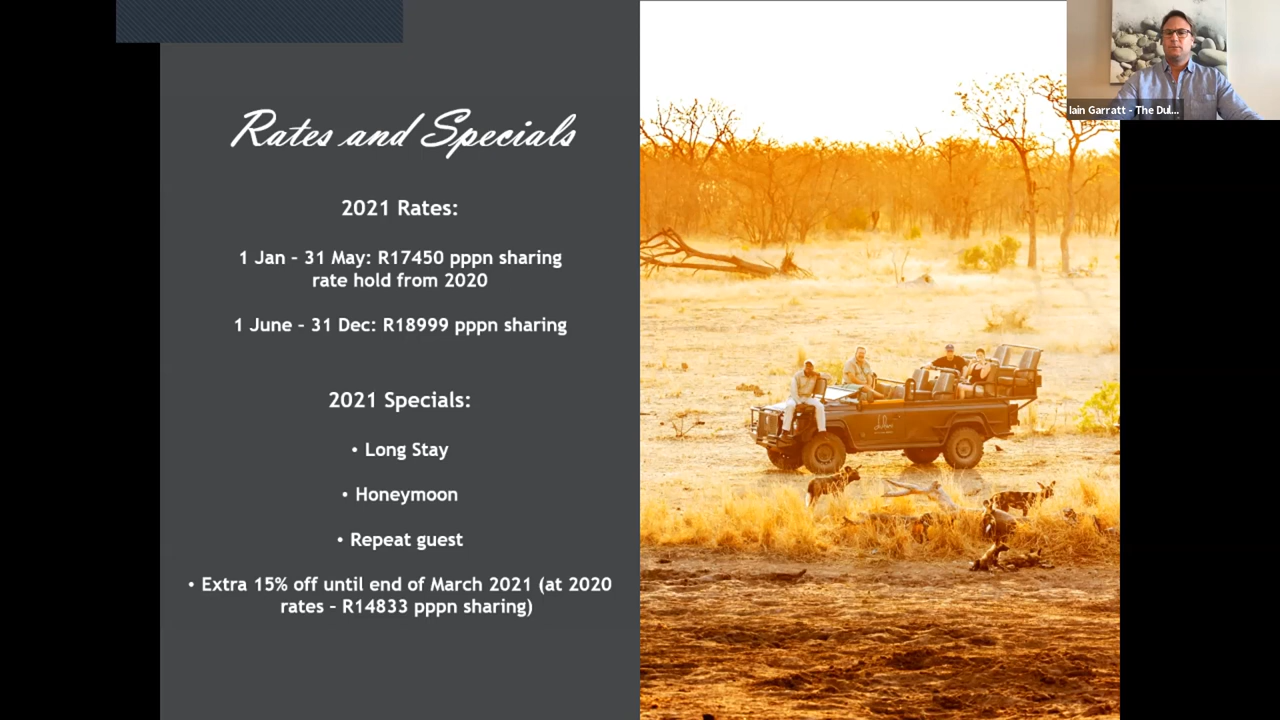 Rates and Specials
2021 Rates:
1 Jan – 31 May: R17450 pppn sharing
rate hold from 2020
1 June – 31 Dec: R18999 pppn sharing
2021 Specials:
• Long Stay
• Honeymoon
• Repeat guest
• Extra 15% off until end of March 2021 (at 2020
rates – R14833 pppn sharing)
Iain Garratt - The Dul...